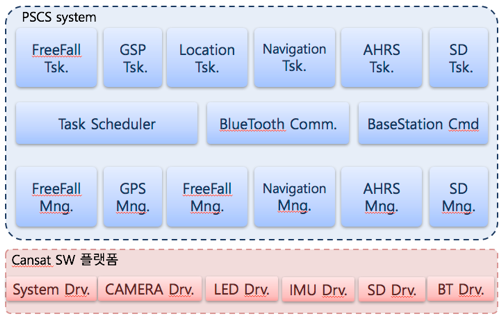 PSCS system
FreeFall Tsk.
GSP Tsk.
Location Tsk.
Navigation Tsk.
AHRS Tsk.
SD Tsk.
Task Scheduler
BlueTooth Comm.
BaseStation Cmd
FreeFall Mng.
GPS Mng.
FreeFall Mng.
Navigation Mng.
AHRS Mng.
SD Mng.
Cansat SW 플랫폼
System Drv.
CAMERA Drv.
LED Drv.
IMU Drv.
SD Drv.
BT Drv.